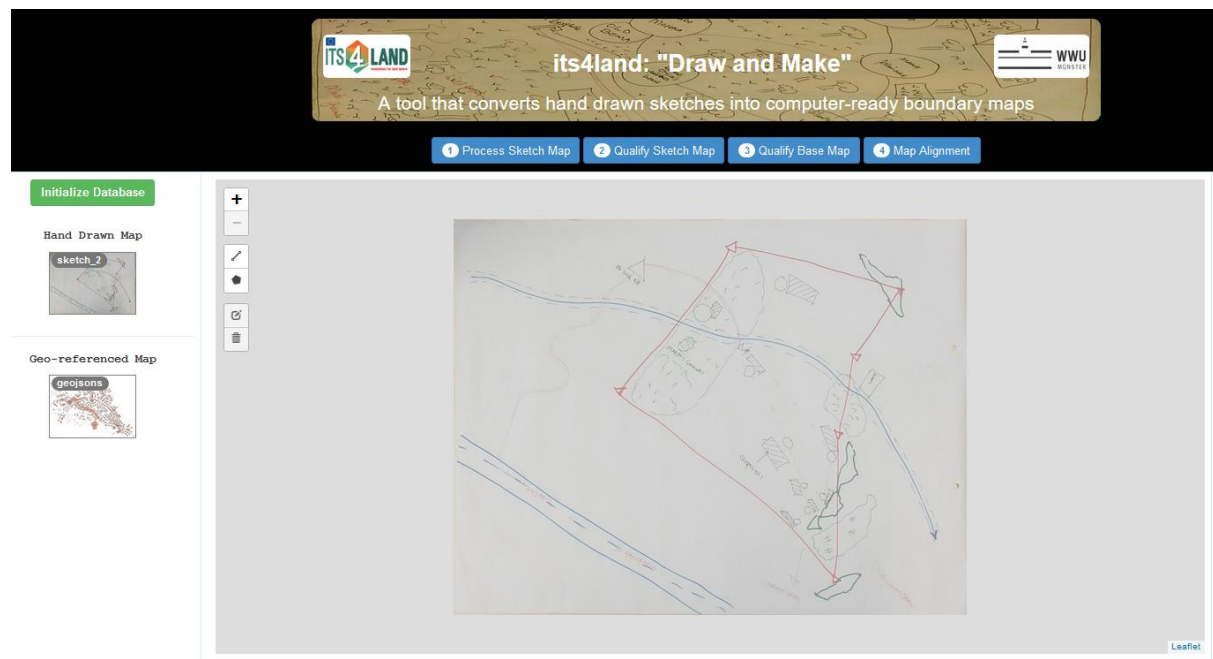 ITS4LAND
its4land: "Draw and Make"
WWU
MÜNSTER
A tool that converts hand drawn sketches into computer-ready boundary maps
1 Process Sketch Map
2 Qualify Sketch Map
3 Qualify Base Map
4 Map Alignment
Initialize Database
+
−
Hand Drawn Map
sketch_2
Geo-referenced Map
geojsons
Leaflet